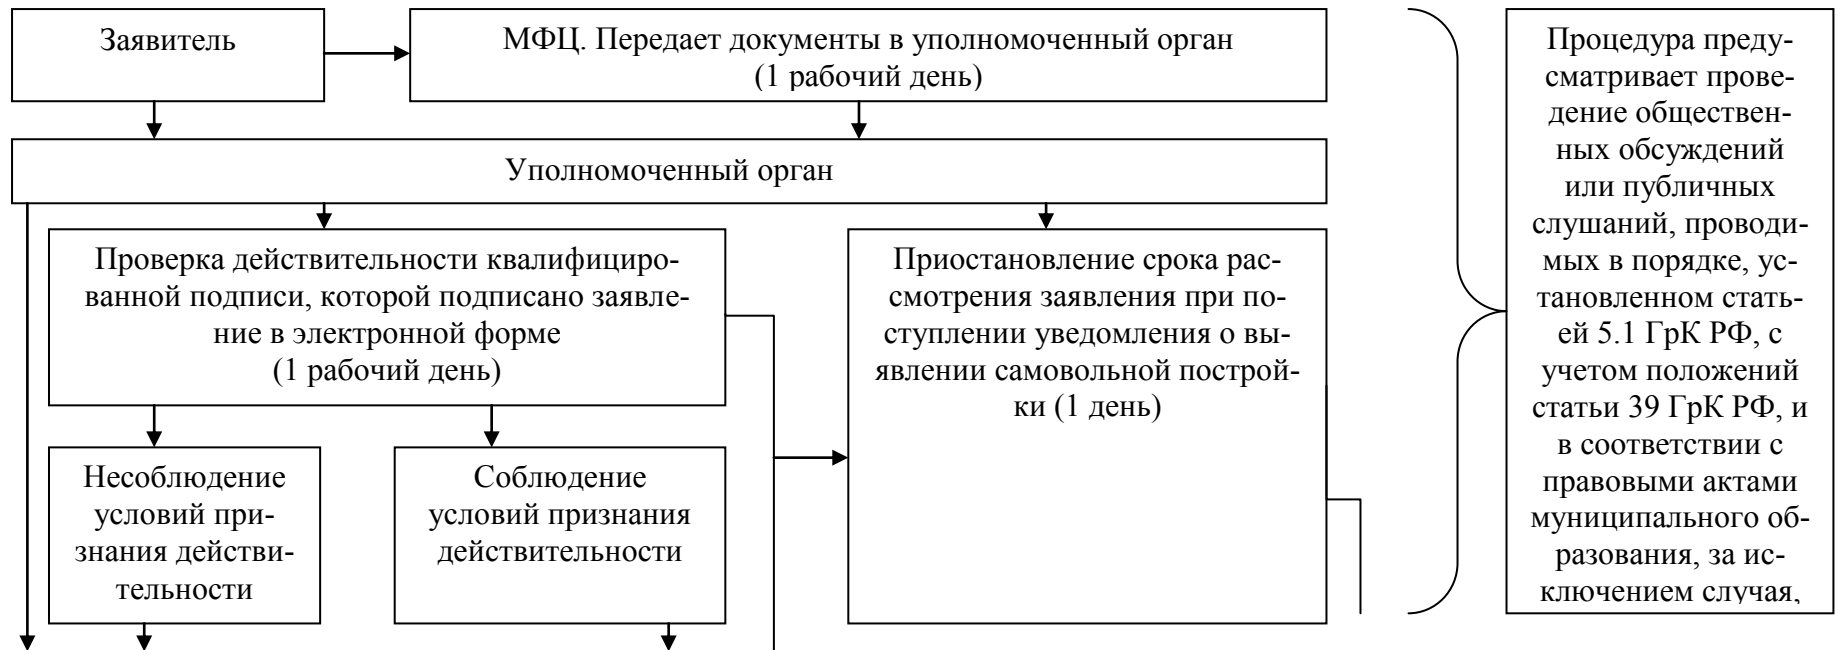 Заявитель
МФЦ. Передает документы в уполномоченный орган
(1 рабочий день)
Уполномоченный орган
Проверка действительности квалифициро-
ванной подписи, которой подписано заявле-
ние в электронной форме
(1 рабочий день)
Приостановление срока рас-
смотрения заявления при по-
ступлении уведомления о вы-
явлении самовольной построй-
ки (1 день)
Несоблюдение
условий при-
знания действи-
тельности
Соблюдение
условий признания
действительности
Процедура преду-
сматривает прове-
дение обществен-
ных обсуждений
или публичных
слушаний, проводи-
мых в порядке, ус-
тановленном стать-
ей 5.1 ГрК РФ, с
учетом положений
статьи 39 ГрК РФ, и
в соответствии с
правовыми актами
муниципального об-
разования, за ис-
ключением случая,